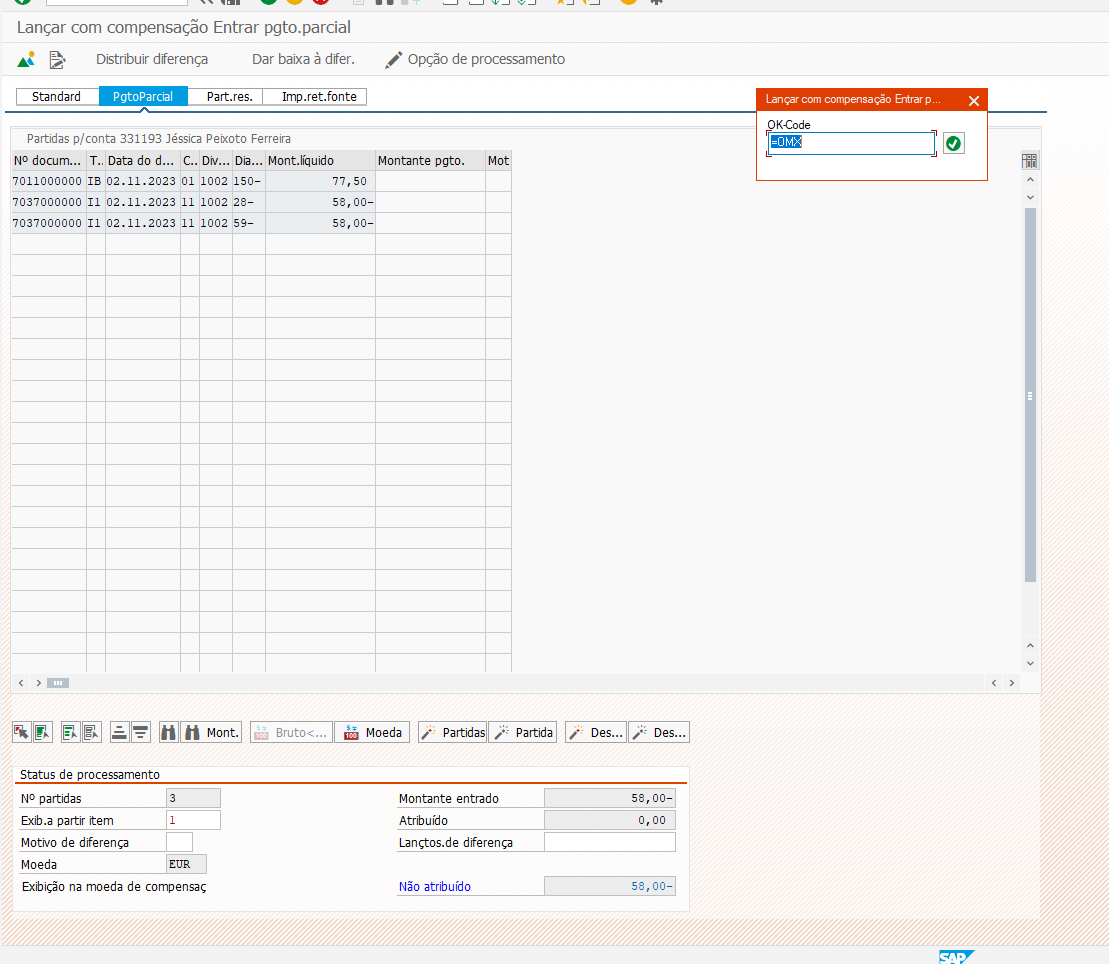 Lançar com compensação Entrar pgto.parcial
Distribuir diferença Dar baixa à difer. Opção de processamento
Standard PgtoParcial Part.res. Imp.ret.fonte
Lançar com compensação Entrar p...
OK-Code
=OMX
Partidas p/conta 331193 Jéssica Peixoto Ferreira
Nº docum... T.. Data do d... C.. Div... Dia... Mont.líquido Montante pgto. Mot
7011000000 IB 02.11.2023 01 1002 150- 77,50
7037000000 I1 02.11.2023 11 1002 28- 58,00-
7037000000 I1 02.11.2023 11 1002 59- 58,00-
Mont. Bruto<... Moeda Partidas Partida Des... Des...
Status de processamento
Nº partidas 3 Montante entrado 58,00-
Exib.a partir item 1 Atribuído 0,00
Motivo de diferença Lançtos.de diferença
Moeda EUR
Exibição na moeda de compensaç Não atribuído 58,00-
SAP